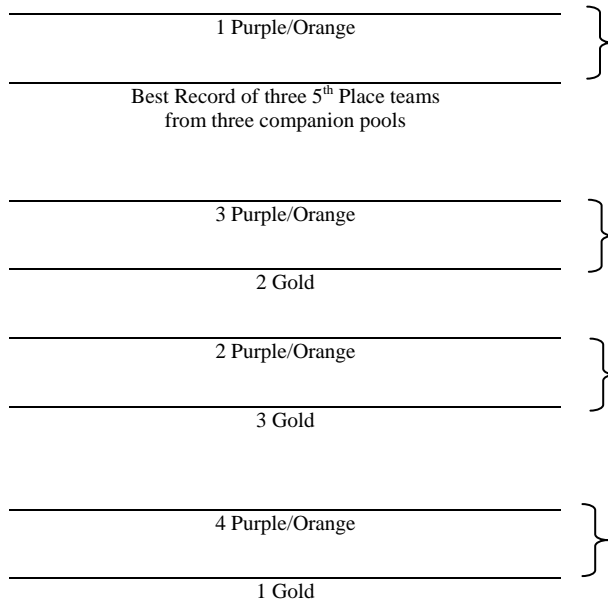 1 Purple/Orange
Best Record of three 5th Place teams
from three companion pools
3 Purple/Orange
2 Gold
2 Purple/Orange
3 Gold
4 Purple/Orange
1 Gold